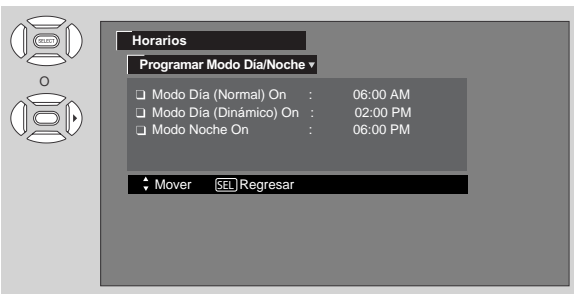 SELECT
O
Horarios
Programar Modo Día/Noche ▾
❏ Modo Día (Normal) On : 06:00 AM
❏ Modo Día (Dinámico) On : 02:00 PM
❏ Modo Noche On : 06:00 PM
Mover SEL Regresar